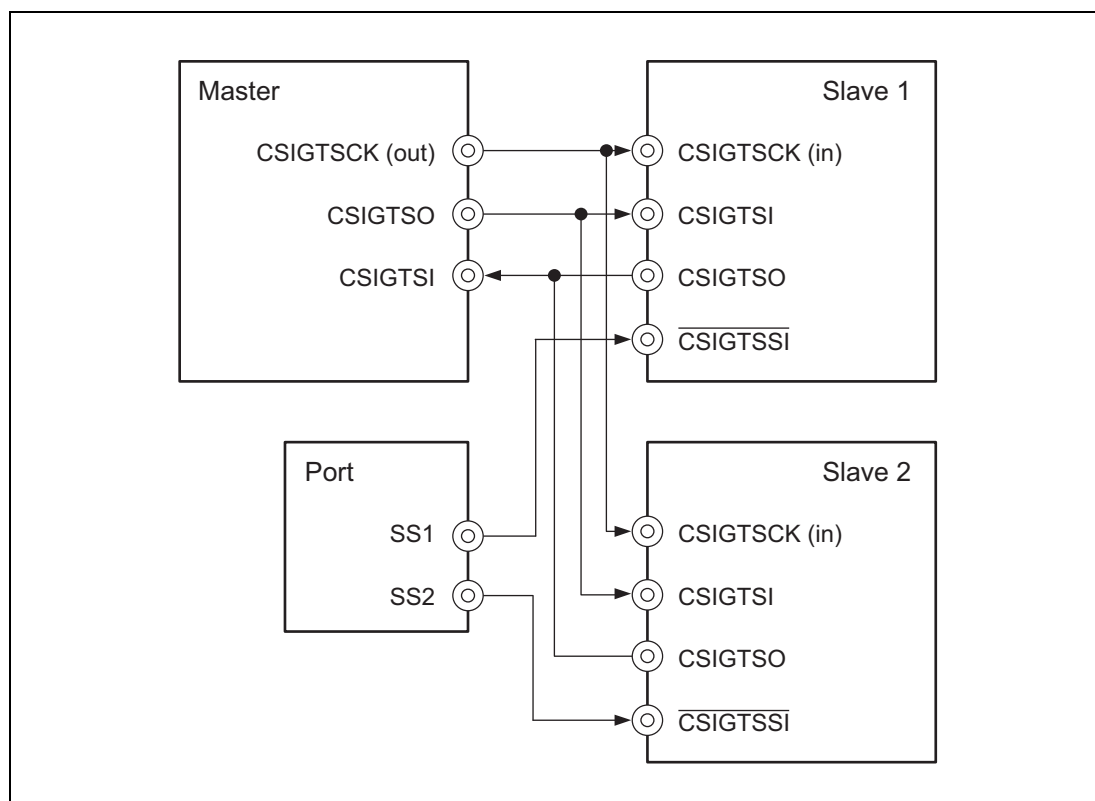 Master
CSIGTSCK (out)
CSIGTSO
CSIGTSI
Slave 1
CSIGTSCK (in)
CSIGTSI
CSIGTSO
CSIGTSSI
Port
SS1
SS2
Slave 2
CSIGTSCK (in)
CSIGTSI
CSIGTSO
CSIGTSSI